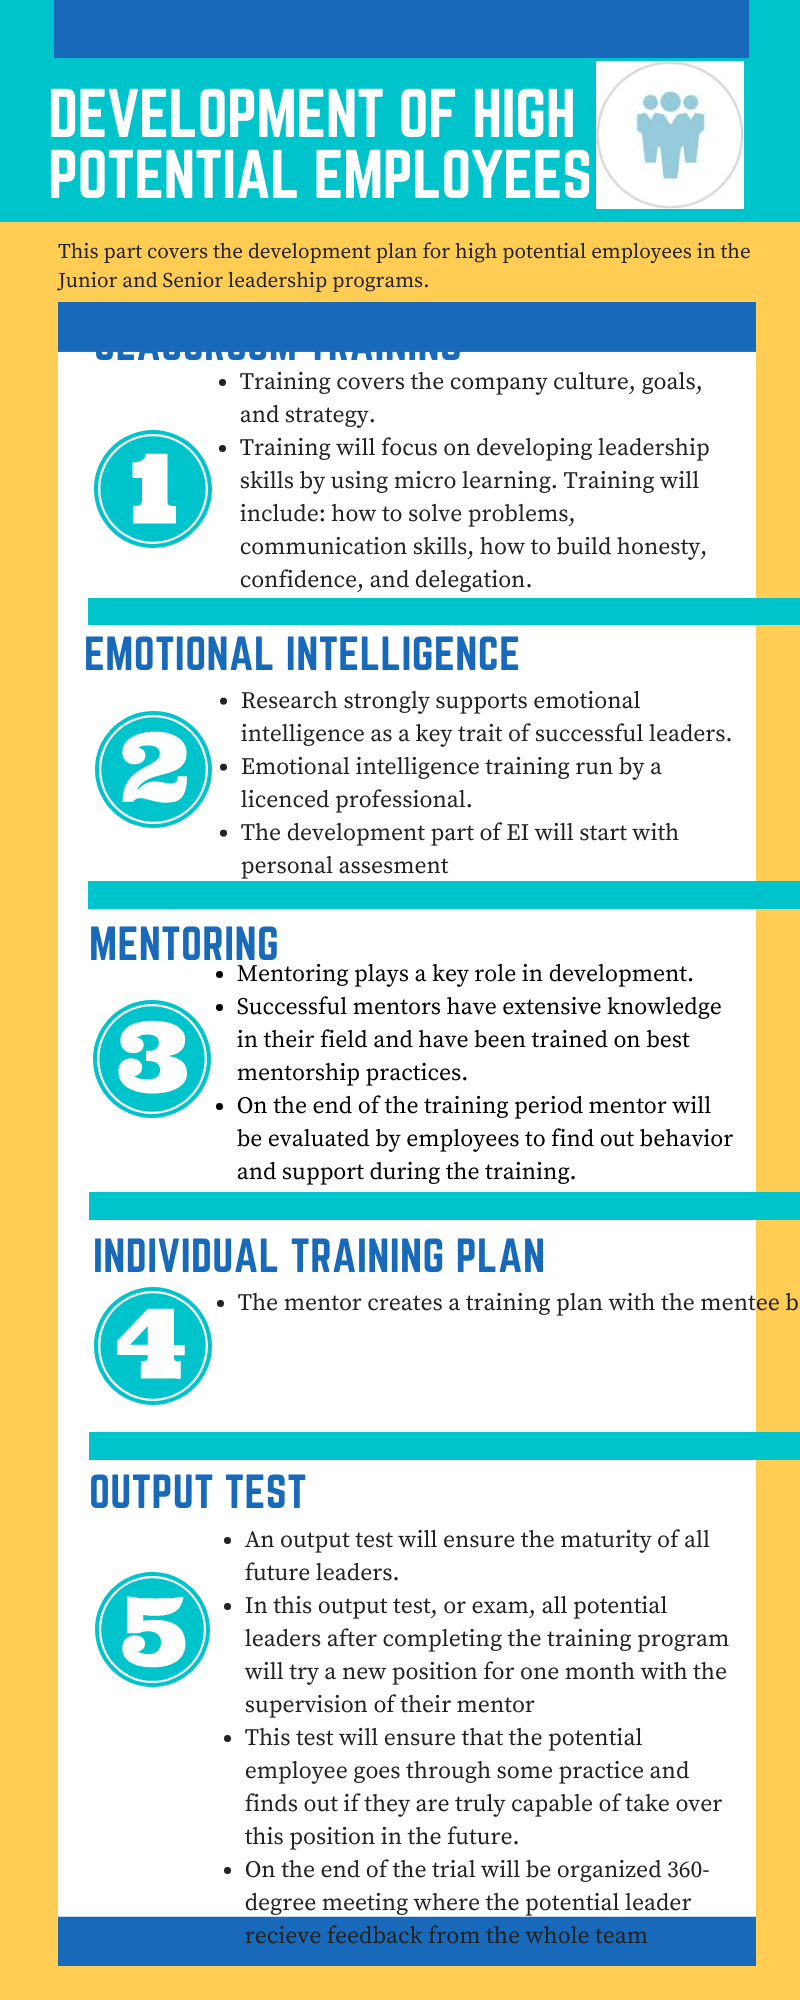 DEVELOPMENT OF HIGH
POTENTIAL EMPLOYEES
This part covers the development plan for high potential employees in the
Junior and Senior leadership programs.
CLASSROOM TRAINING
1
• Training covers the company culture, goals,
and strategy.
• Training will focus on developing leadership
skills by using micro learning. Training will
include: how to solve problems,
communication skills, how to build honesty,
confidence, and delegation.
EMOTIONAL INTELLIGENCE
2
• Research strongly supports emotional
intelligence as a key trait of successful leaders.
• Emotional intelligence training run by a
licenced professional.
• The development part of EI will start with
personal assesment
MENTORING
3
• Mentoring plays a key role in development.
• Successful mentors have extensive knowledge
in their field and have been trained on best
mentorship practices.
• On the end of the training period mentor will
be evaluated by employees to find out behavior
and support during the training.
INDIVIDUAL TRAINING PLAN
4
• The mentor creates a training plan with the mentee b
OUTPUT TEST
5
• An output test will ensure the maturity of all
future leaders.
• In this output test, or exam, all potential
leaders after completing the training program
will try a new position for one month with the
supervision of their mentor
• This test will ensure that the potential
employee goes through some practice and
finds out if they are truly capable of take over
this position in the future.
• On the end of the trial will be organized 360-
degree meeting where the potential leader
recieve feedback from the whole team